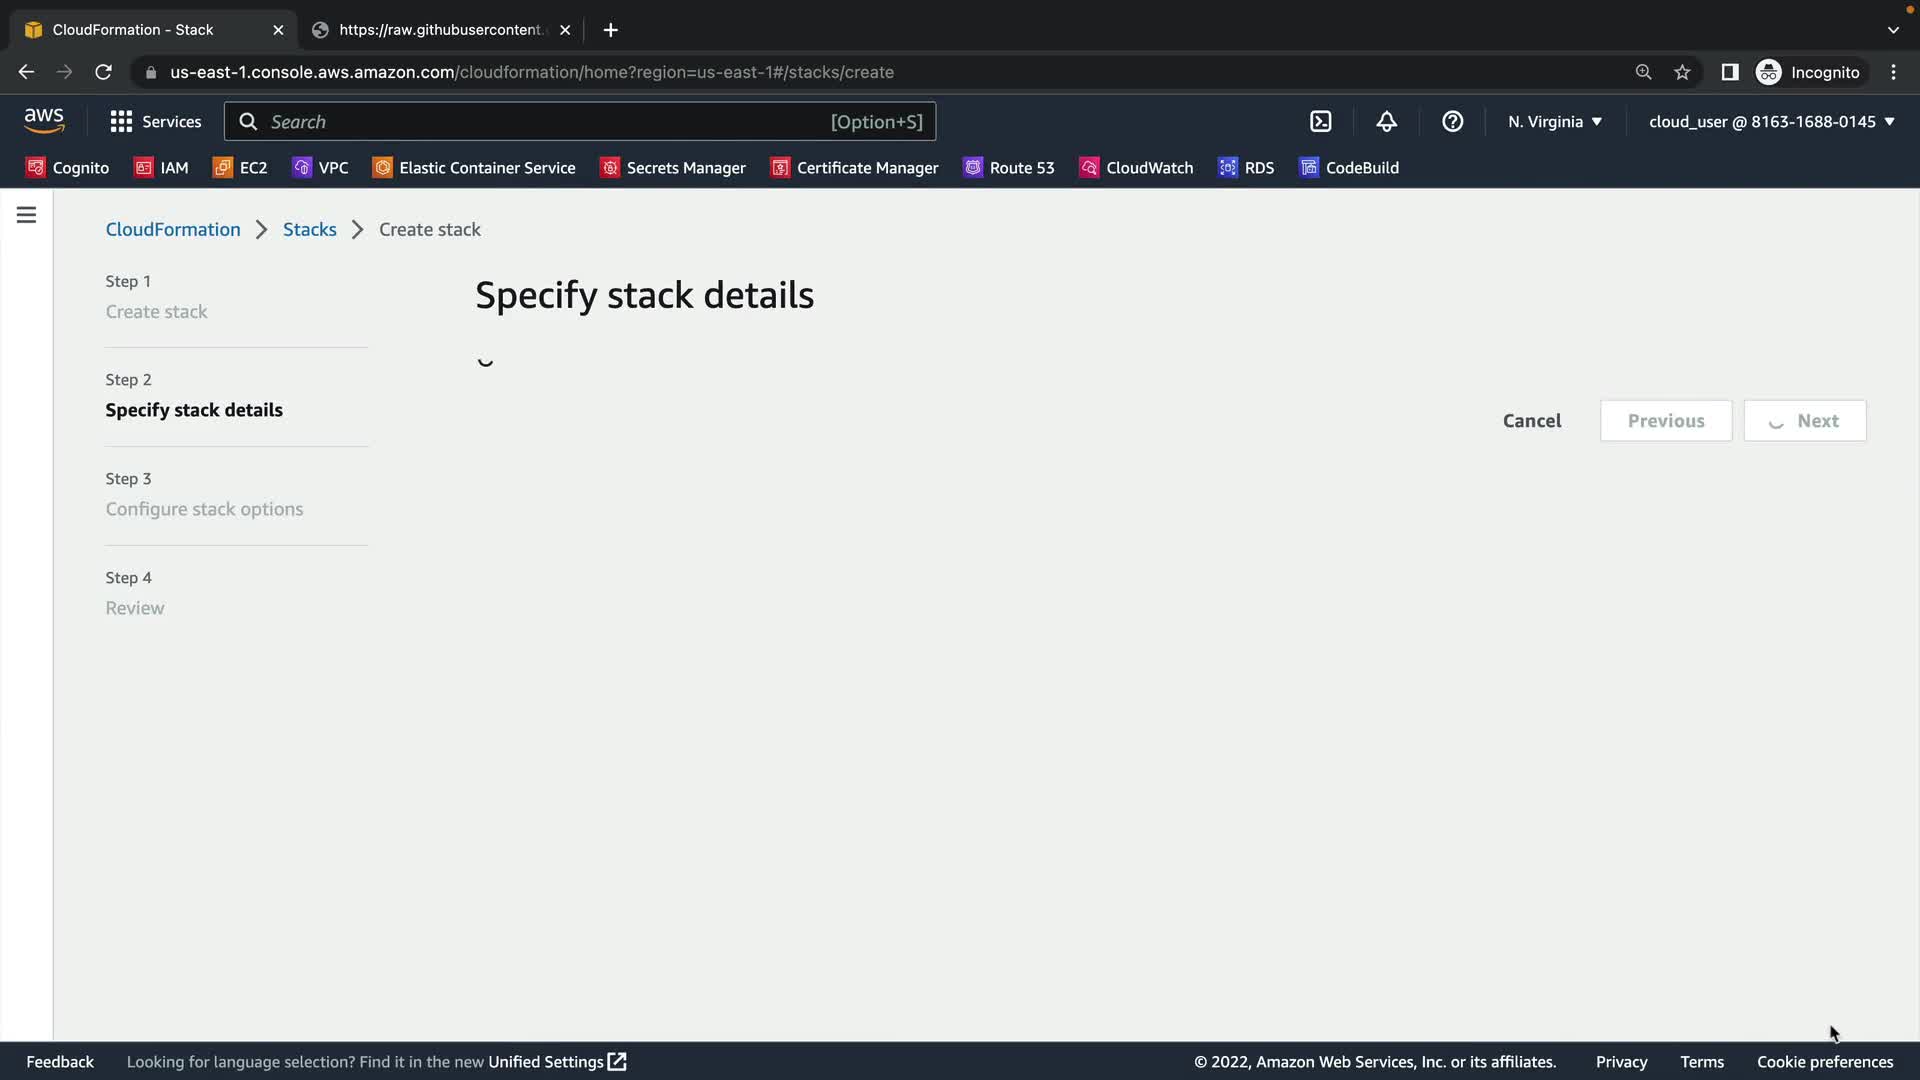 CloudFormation - Stack
https://raw.githubusercontent.
us-east-1.console.aws.amazon.com/cloudformation/home?region=us-east-1#/stacks/create
Incognito
aws
Services
Search
[Option+S]
N. Virginia
cloud_user @ 8163-1688-0145
Cognito
IAM
EC2
VPC
Elastic Container Service
Secrets Manager
Certificate Manager
Route 53
CloudWatch
RDS
CodeBuild
CloudFormation
Stacks
Create stack
Step 1
Create stack
Step 2
Specify stack details
Step 3
Configure stack options
Step 4
Review
Specify stack details
Cancel
Previous
Next
Feedback
Looking for language selection? Find it in the new Unified Settings
© 2022, Amazon Web Services, Inc. or its affiliates.
Privacy
Terms
Cookie preferences